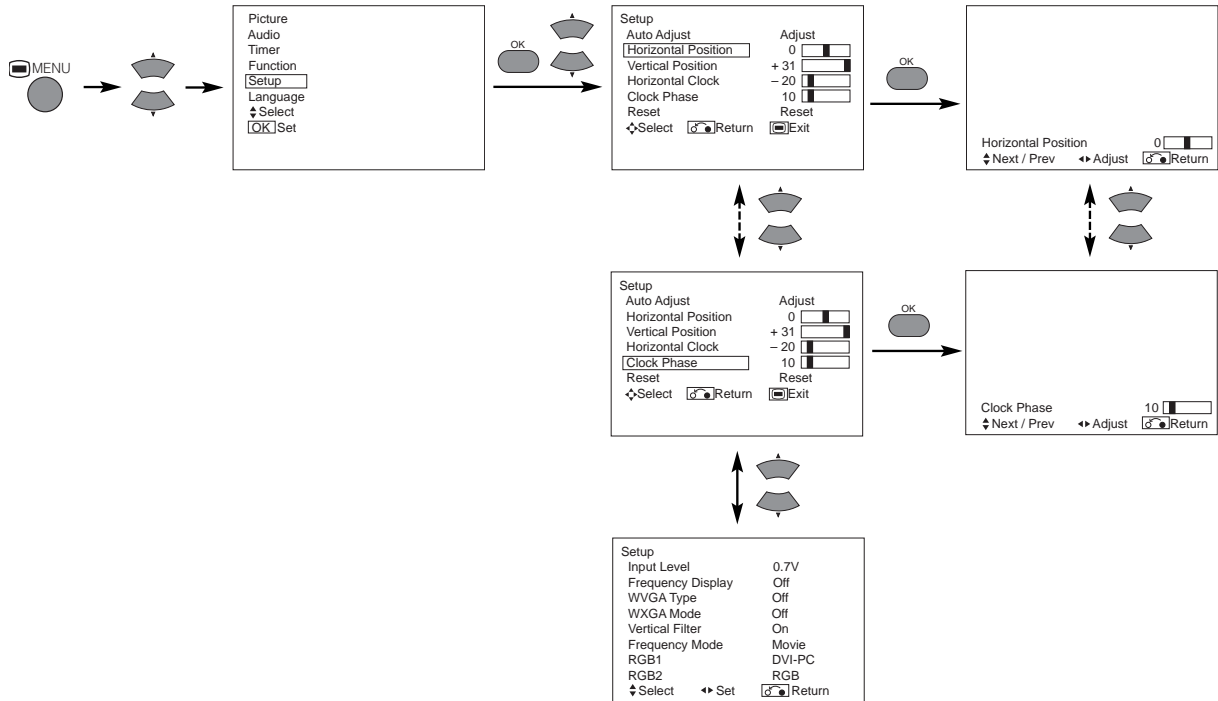 MENU
Picture
Audio
Timer
Function
Setup
Language
Select
OK Set
OK
Setup
Auto Adjust Adjust
Horizontal Position 0
Vertical Position + 31
Horizontal Clock – 20
Clock Phase 10
Reset Reset
Select Return Exit
OK
Horizontal Position 0
Next / Prev Adjust Return
Setup
Auto Adjust Adjust
Horizontal Position 0
Vertical Position + 31
Horizontal Clock – 20
Clock Phase 10
Reset Reset
Select Return Exit
OK
Clock Phase 10
Next / Prev Adjust Return
Setup
Input Level 0.7V
Frequency Display Off
WVGA Type Off
WXGA Mode Off
Vertical Filter On
Frequency Mode Movie
RGB1 DVI-PC
RGB2 RGB
Select Set Return